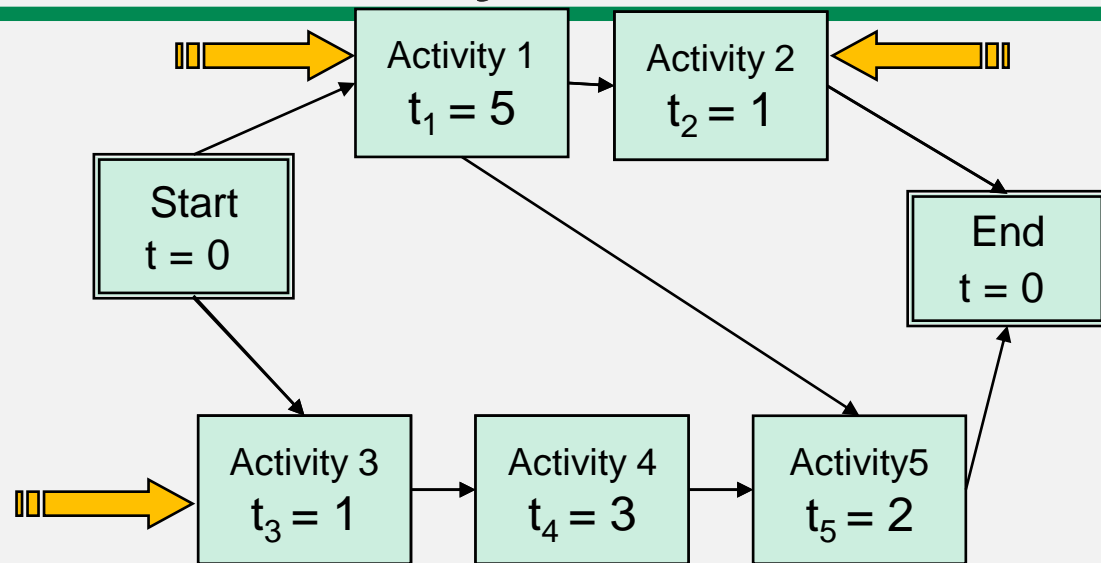 Activity 1
t₁ = 5
Activity 2
t₂ = 1
Start
t = 0
End
t = 0
Activity 3
t₃ = 1
Activity 4
t₄ = 3
Activity5
t₅ = 2